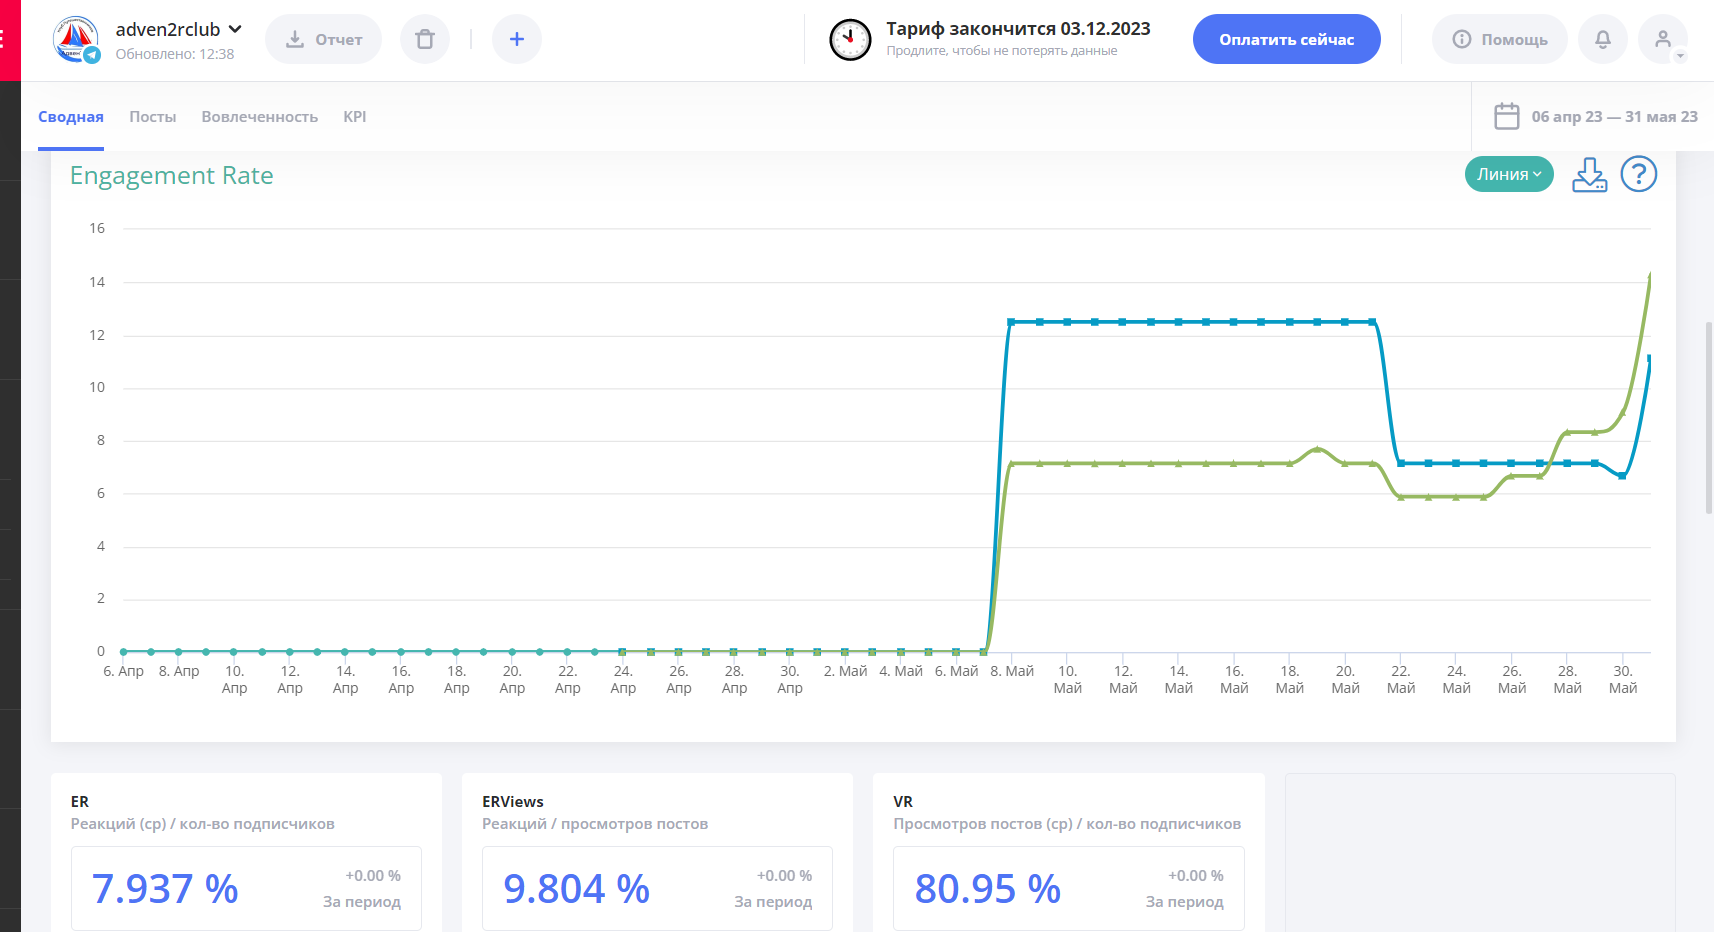 adven2rclub
Обновлено: 12:38
Отчет
Тариф закончится 03.12.2023
Продлите, чтобы не потерять данные
Оплатить сейчас
Помощь
Сводная
Посты
Вовлеченность
KPI
06 апр 23 — 31 мая 23
Engagement Rate
Линия
16
14
12
10
8
6
4
2
0
6. Апр
8. Апр
10. Апр
12. Апр
14. Апр
16. Апр
18. Апр
20. Апр
22. Апр
24. Апр
26. Апр
28. Апр
30. Апр
2. Май
4. Май
6. Май
8. Май
10. Май
12. Май
14. Май
16. Май
18. Май
20. Май
22. Май
24. Май
26. Май
28. Май
30. Май
ER
Реакций (ср) / кол-во подписчиков
7.937 %
+0.00 %
За период
ERViews
Реакций / просмотров постов
9.804 %
+0.00 %
За период
VR
Просмотров постов (ср) / кол-во подписчиков
80.95 %
+0.00 %
За период